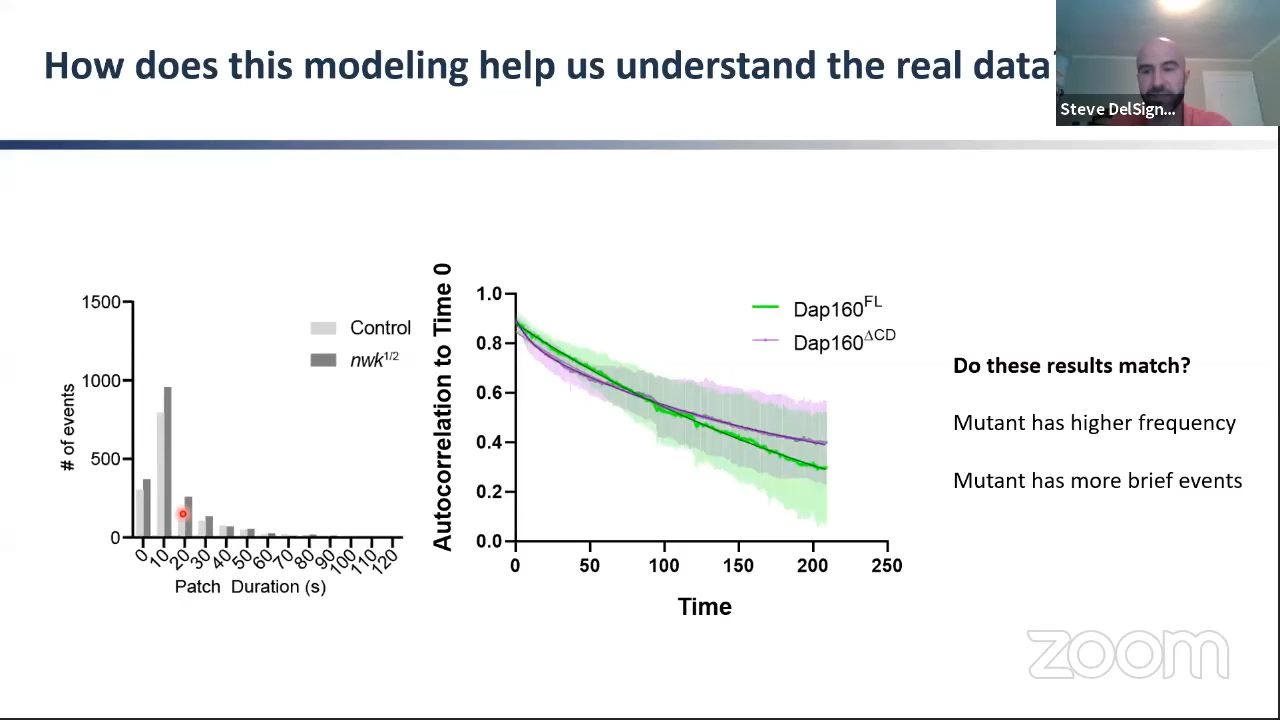 How does this modeling help us understand the real data?
Steve DelSign...
1500
1000
500
0
# of events
Control
nwk1/2
0 10 20 30 40 50 60 70 80 90 100 110 120
Patch Duration (s)
Autocorrelation to Time 0
1.0
0.8
0.6
0.4
0.2
0.0
Dap160FL
Dap160ΔCD
0 50 100 150 200 250
Time
Do these results match?
Mutant has higher frequency
Mutant has more brief events
zoom